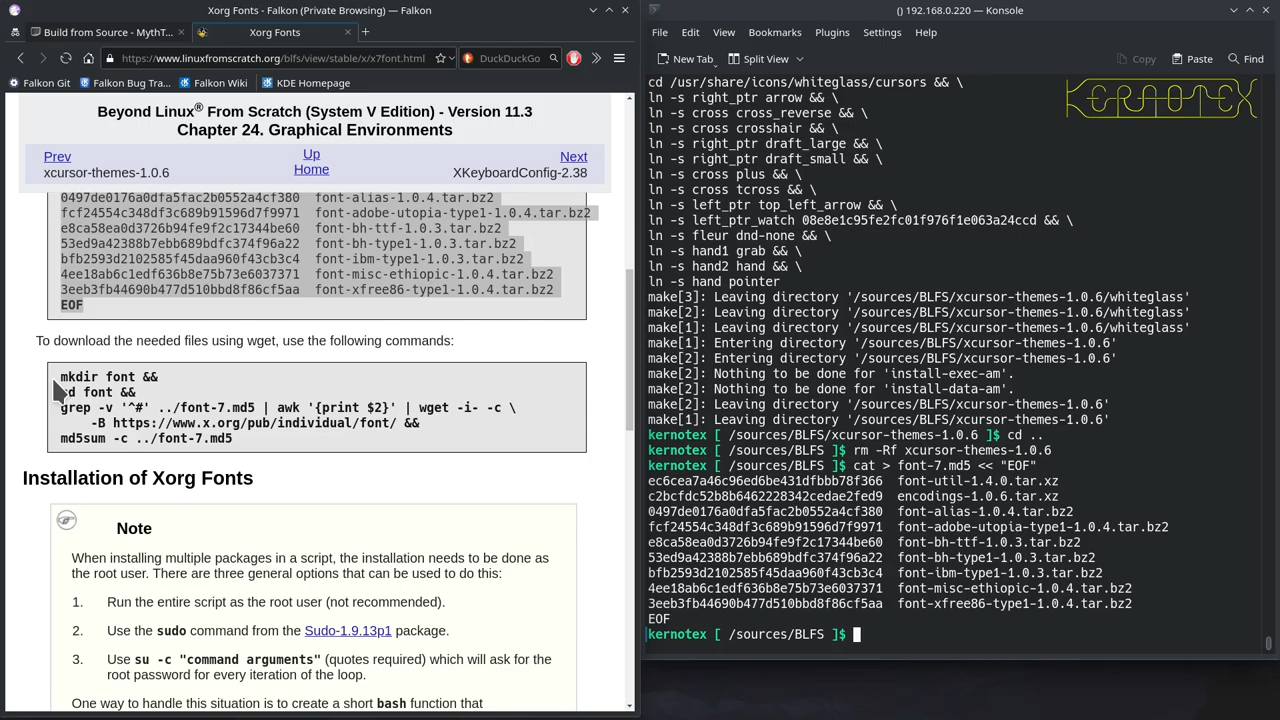 Xorg Fonts - Falkon (Private Browsing) — Falkon
Build from Source - MythT...
Xorg Fonts
https://www.linuxfromscratch.org/blfs/view/stable/x/x7font.html
DuckDuckGo
Falkon Git
Falkon Bug Tra...
Falkon Wiki
KDE Homepage
Beyond Linux® From Scratch (System V Edition) - Version 11.3
Chapter 24. Graphical Environments
Prev
Up
Next
xcursor-themes-1.0.6
Home
XKeyboardConfig-2.38
0497de0176a0dfa5fac2b0552a4cf380 font-alias-1.0.4.tar.bz2
fcf24554c348df3c689b91596d7f9971 font-adobe-utopia-type1-1.0.4.tar.bz2
e8ca58ea0d3726b94fe9f2c17344be60 font-bh-ttf-1.0.3.tar.bz2
53ed9a42388b7ebb689bdfc374f96a22 font-bh-type1-1.0.3.tar.bz2
bfb2593d2102585f45daa960f43cb3c4 font-ibm-type1-1.0.3.tar.bz2
4ee18ab6c1edf636b8e75b73e6037371 font-misc-ethiopic-1.0.4.tar.bz2
3eeb3fb44690b477d510bbd8f86cf5aa font-xfree86-type1-1.0.4.tar.bz2
EOF
To download the needed files using wget, use the following commands:
mkdir font &&
cd font &&
grep -v '^#' ../font-7.md5 | awk '{print $2}' | wget -i- -c \
-B https://www.x.org/pub/individual/font/ &&
md5sum -c ../font-7.md5
Installation of Xorg Fonts
Note
When installing multiple packages in a script, the installation needs to be done as
the root user. There are three general options that can be used to do this:
1. Run the entire script as the root user (not recommended).
2. Use the sudo command from the Sudo-1.9.13p1 package.
3. Use su -c "command arguments" (quotes required) which will ask for
the root password for every iteration of the loop.
One way to handle this situation is to create a short bash function that
() 192.168.0.220 — Konsole
File Edit View Bookmarks Plugins Settings Help
New Tab
Split View
Copy
Paste
Find
KERNOTEX
cd /usr/share/icons/whiteglass/cursors && \
ln -s right_ptr arrow && \
ln -s cross cross_reverse && \
ln -s cross crosshair && \
ln -s right_ptr draft_large && \
ln -s right_ptr draft_small && \
ln -s cross plus && \
ln -s cross tcross && \
ln -s left_ptr top_left_arrow && \
ln -s left_ptr_watch 08e8e1c95fe2fc01f976f1e063a24ccd && \
ln -s fleur dnd-none && \
ln -s hand1 grab && \
ln -s hand2 hand && \
ln -s hand pointer
make[3]: Leaving directory '/sources/BLFS/xcursor-themes-1.0.6/whiteglass'
make[2]: Leaving directory '/sources/BLFS/xcursor-themes-1.0.6/whiteglass'
make[1]: Leaving directory '/sources/BLFS/xcursor-themes-1.0.6/whiteglass'
make[1]: Entering directory '/sources/BLFS/xcursor-themes-1.0.6'
make[2]: Entering directory '/sources/BLFS/xcursor-themes-1.0.6'
make[2]: Nothing to be done for 'install-exec-am'.
make[2]: Nothing to be done for 'install-data-am'.
make[2]: Leaving directory '/sources/BLFS/xcursor-themes-1.0.6'
make[1]: Leaving directory '/sources/BLFS/xcursor-themes-1.0.6'
kernotex [ /sources/BLFS/xcursor-themes-1.0.6 ]$ cd ..
kernotex [ /sources/BLFS ]$ rm -Rf xcursor-themes-1.0.6
kernotex [ /sources/BLFS ]$ cat > font-7.md5 << "EOF"
ec6cea7a46c96ed6be431dfbbb78f366 font-util-1.4.0.tar.xz
c2bcfdc52b8b6462228342cedae2fed9 encodings-1.0.6.tar.xz
0497de0176a0dfa5fac2b0552a4cf380 font-alias-1.0.4.tar.bz2
fcf24554c348df3c689b91596d7f9971 font-adobe-utopia-type1-1.0.4.tar.bz2
e8ca58ea0d3726b94fe9f2c17344be60 font-bh-ttf-1.0.3.tar.bz2
53ed9a42388b7ebb689bdfc374f96a22 font-bh-type1-1.0.3.tar.bz2
bfb2593d2102585f45daa960f43cb3c4 font-ibm-type1-1.0.3.tar.bz2
4ee18ab6c1edf636b8e75b73e6037371 font-misc-ethiopic-1.0.4.tar.bz2
3eeb3fb44690b477d510bbd8f86cf5aa font-xfree86-type1-1.0.4.tar.bz2
EOF
kernotex [ /sources/BLFS ]$